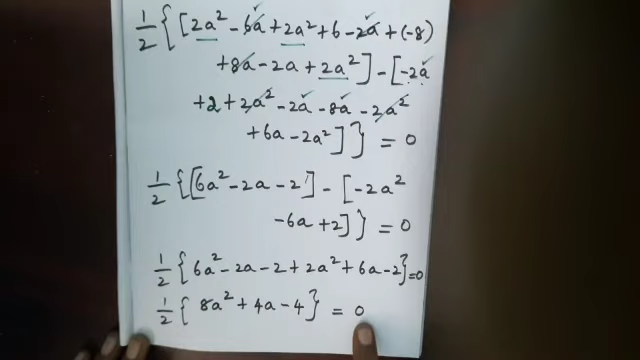 1/2 { [2a² - 6a + 2a² + 6 - 2a + (-8)
+ 8a - 2a + 2a²] - [-2a
+ 2 + 2a² - 2a - 8a - 2a²
+ 6a - 2a²] } = 0
1/2 { [6a² - 2a - 2] - [-2a²
- 6a + 2] } = 0
1/2 { 6a² - 2a - 2 + 2a² + 6a - 2 } = 0
1/2 { 8a² + 4a - 4 } = 0